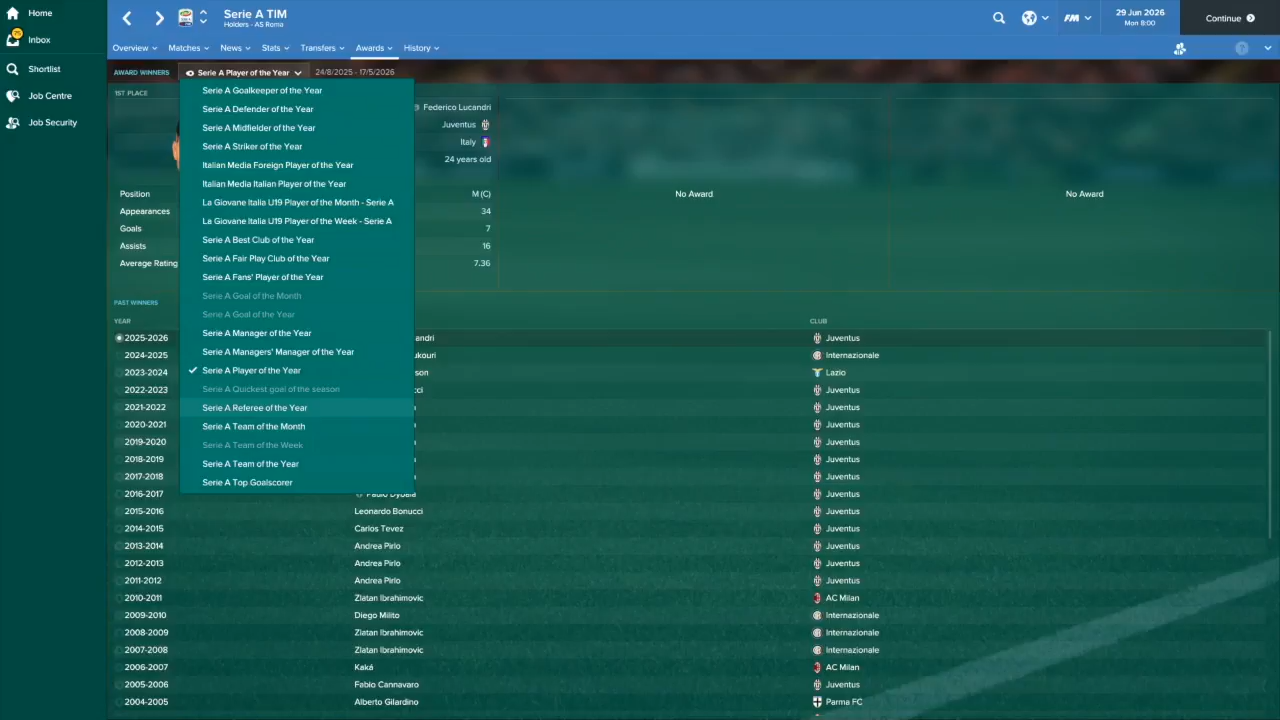 Home
Inbox
Shortlist
Job Centre
Job Security
Serie A TIM
Holders - AS Roma
FM
29 Jun 2026
Mon 8:00
Continue
Overview Matches News Stats Transfers Awards History
AWARD WINNERS Serie A Player of the Year 24/8/2025 - 17/5/2026
1ST PLACE
Serie A Goalkeeper of the Year
Serie A Defender of the Year
Serie A Midfielder of the Year
Serie A Striker of the Year
Italian Media Foreign Player of the Year
Italian Media Italian Player of the Year
La Giovane Italia U19 Player of the Month - Serie A
La Giovane Italia U19 Player of the Week - Serie A
Serie A Best Club of the Year
Serie A Fair Play Club of the Year
Serie A Fans' Player of the Year
Serie A Goal of the Month
Serie A Goal of the Year
Serie A Manager of the Year
Serie A Managers' Manager of the Year
Serie A Player of the Year
Serie A Quickest goal of the season
Serie A Referee of the Year
Serie A Team of the Month
Serie A Team of the Week
Serie A Team of the Year
Serie A Top Goalscorer
Federico Lucandri
Juventus
Italy
24 years old
Position M (C)
Appearances 34
Goals 7
Assists 16
Average Rating 7.36
No Award
No Award
PAST WINNERS
YEAR CLUB
2025-2026 andri Juventus
2024-2025 ukouri Internazionale
2023-2024 son Lazio
2022-2023 cci Juventus
2021-2022 Juventus
2020-2021 Juventus
2019-2020 Juventus
2018-2019 Juventus
2017-2018 Juventus
2016-2017 Paulo Dybala Juventus
2015-2016 Leonardo Bonucci Juventus
2014-2015 Carlos Tevez Juventus
2013-2014 Andrea Pirlo Juventus
2012-2013 Andrea Pirlo Juventus
2011-2012 Andrea Pirlo Juventus
2010-2011 Zlatan Ibrahimovic AC Milan
2009-2010 Diego Milito Internazionale
2008-2009 Zlatan Ibrahimovic Internazionale
2007-2008 Zlatan Ibrahimovic Internazionale
2006-2007 Kaká AC Milan
2005-2006 Fabio Cannavaro Juventus
2004-2005 Alberto Gilardino Parma FC